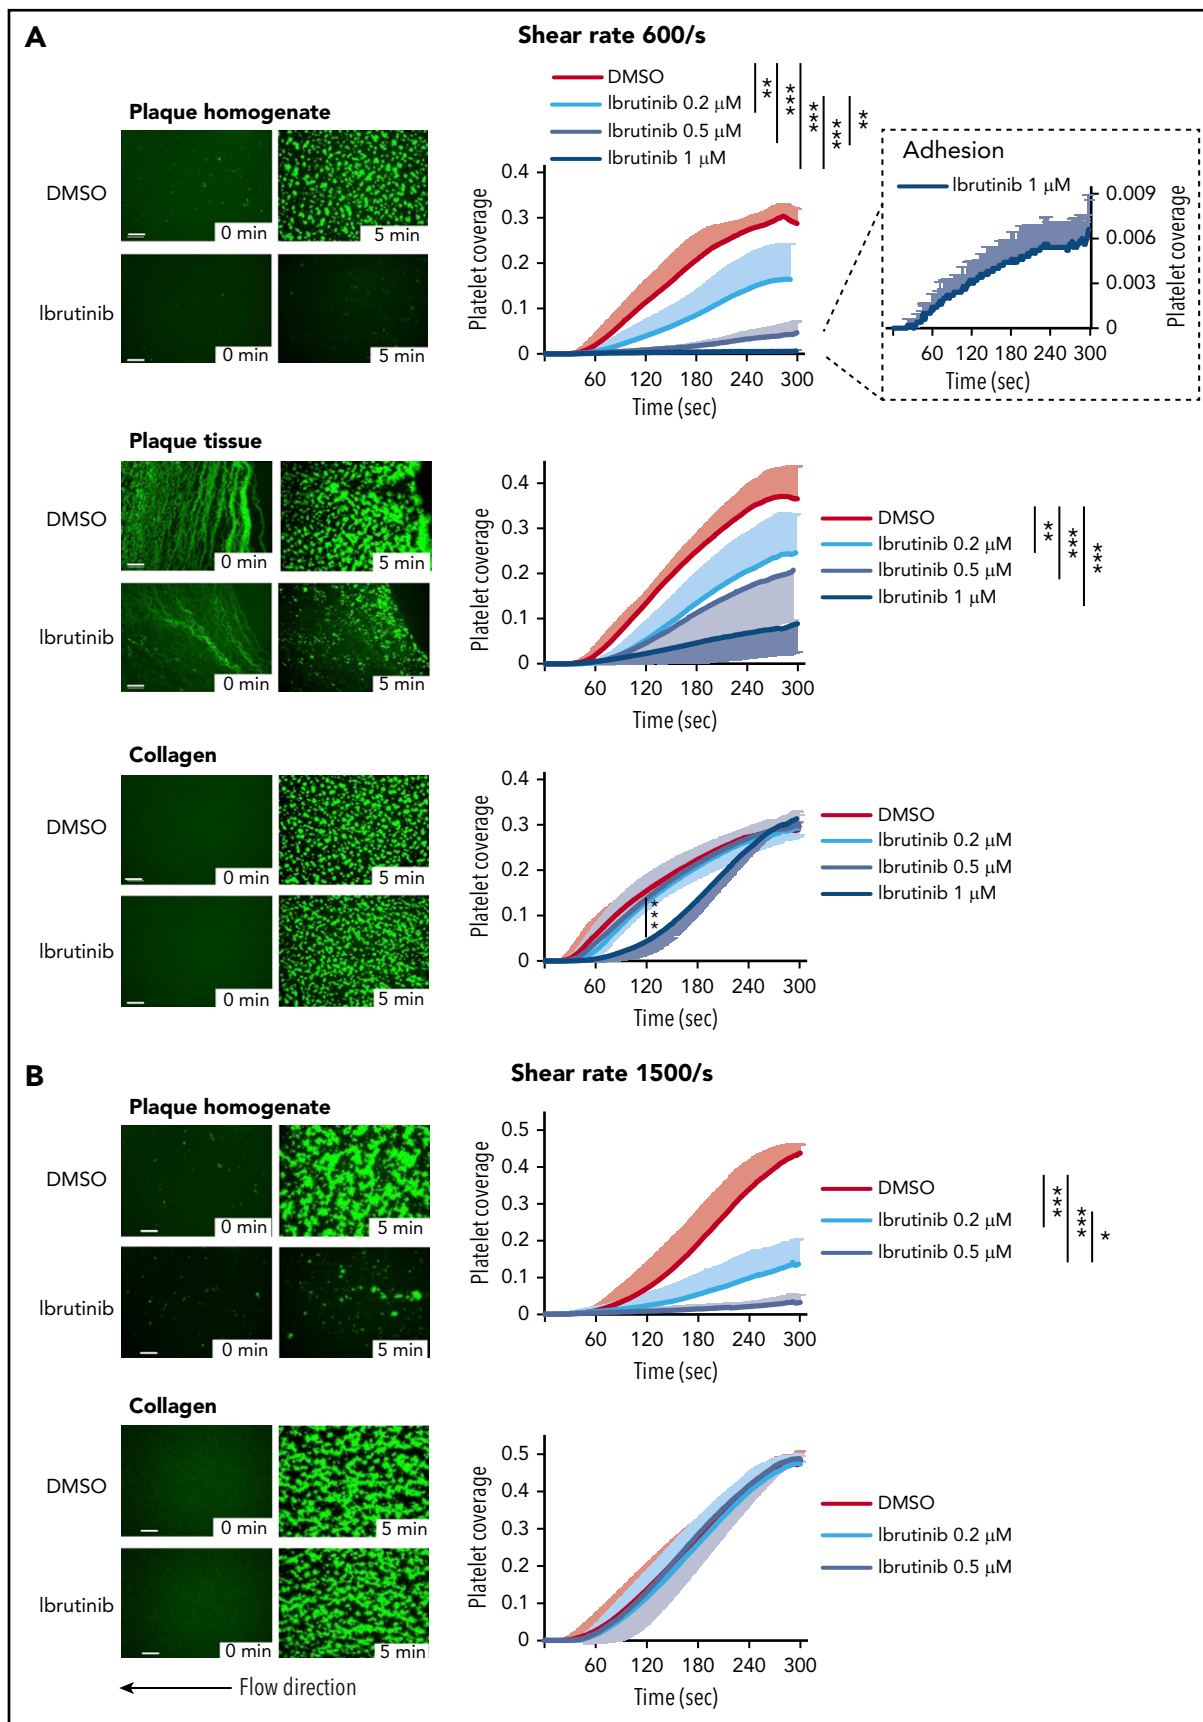 A
Shear rate 600/s
Plaque homogenate
DMSO
0 min
5 min
Ibrutinib
0 min
5 min
DMSO
Ibrutinib 0.2 µM
Ibrutinib 0.5 µM
Ibrutinib 1 µM
**
***
***
***
**
Platelet coverage
0.4
0.3
0.2
0.1
0
60 120 180 240 300
Time (sec)
Adhesion
Ibrutinib 1 µM
0.009
0.006
0.003
0
Platelet coverage
60 120 180 240 300
Time (sec)
Plaque tissue
DMSO
0 min
5 min
Ibrutinib
0 min
5 min
Platelet coverage
0.4
0.3
0.2
0.1
0
60 120 180 240 300
Time (sec)
DMSO
Ibrutinib 0.2 µM
Ibrutinib 0.5 µM
Ibrutinib 1 µM
**
***
***
Collagen
DMSO
0 min
5 min
Ibrutinib
0 min
5 min
Platelet coverage
0.4
0.3
0.2
0.1
0
***
60 120 180 240 300
Time (sec)
DMSO
Ibrutinib 0.2 µM
Ibrutinib 0.5 µM
Ibrutinib 1 µM
B
Shear rate 1500/s
Plaque homogenate
DMSO
0 min
5 min
Ibrutinib
0 min
5 min
Platelet coverage
0.5
0.4
0.3
0.2
0.1
0
60 120 180 240 300
Time (sec)
DMSO
Ibrutinib 0.2 µM
Ibrutinib 0.5 µM
***
***
*
Collagen
DMSO
0 min
5 min
Ibrutinib
0 min
5 min
Flow direction
Platelet coverage
0.5
0.4
0.3
0.2
0.1
0
60 120 180 240 300
Time (sec)
DMSO
Ibrutinib 0.2 µM
Ibrutinib 0.5 µM